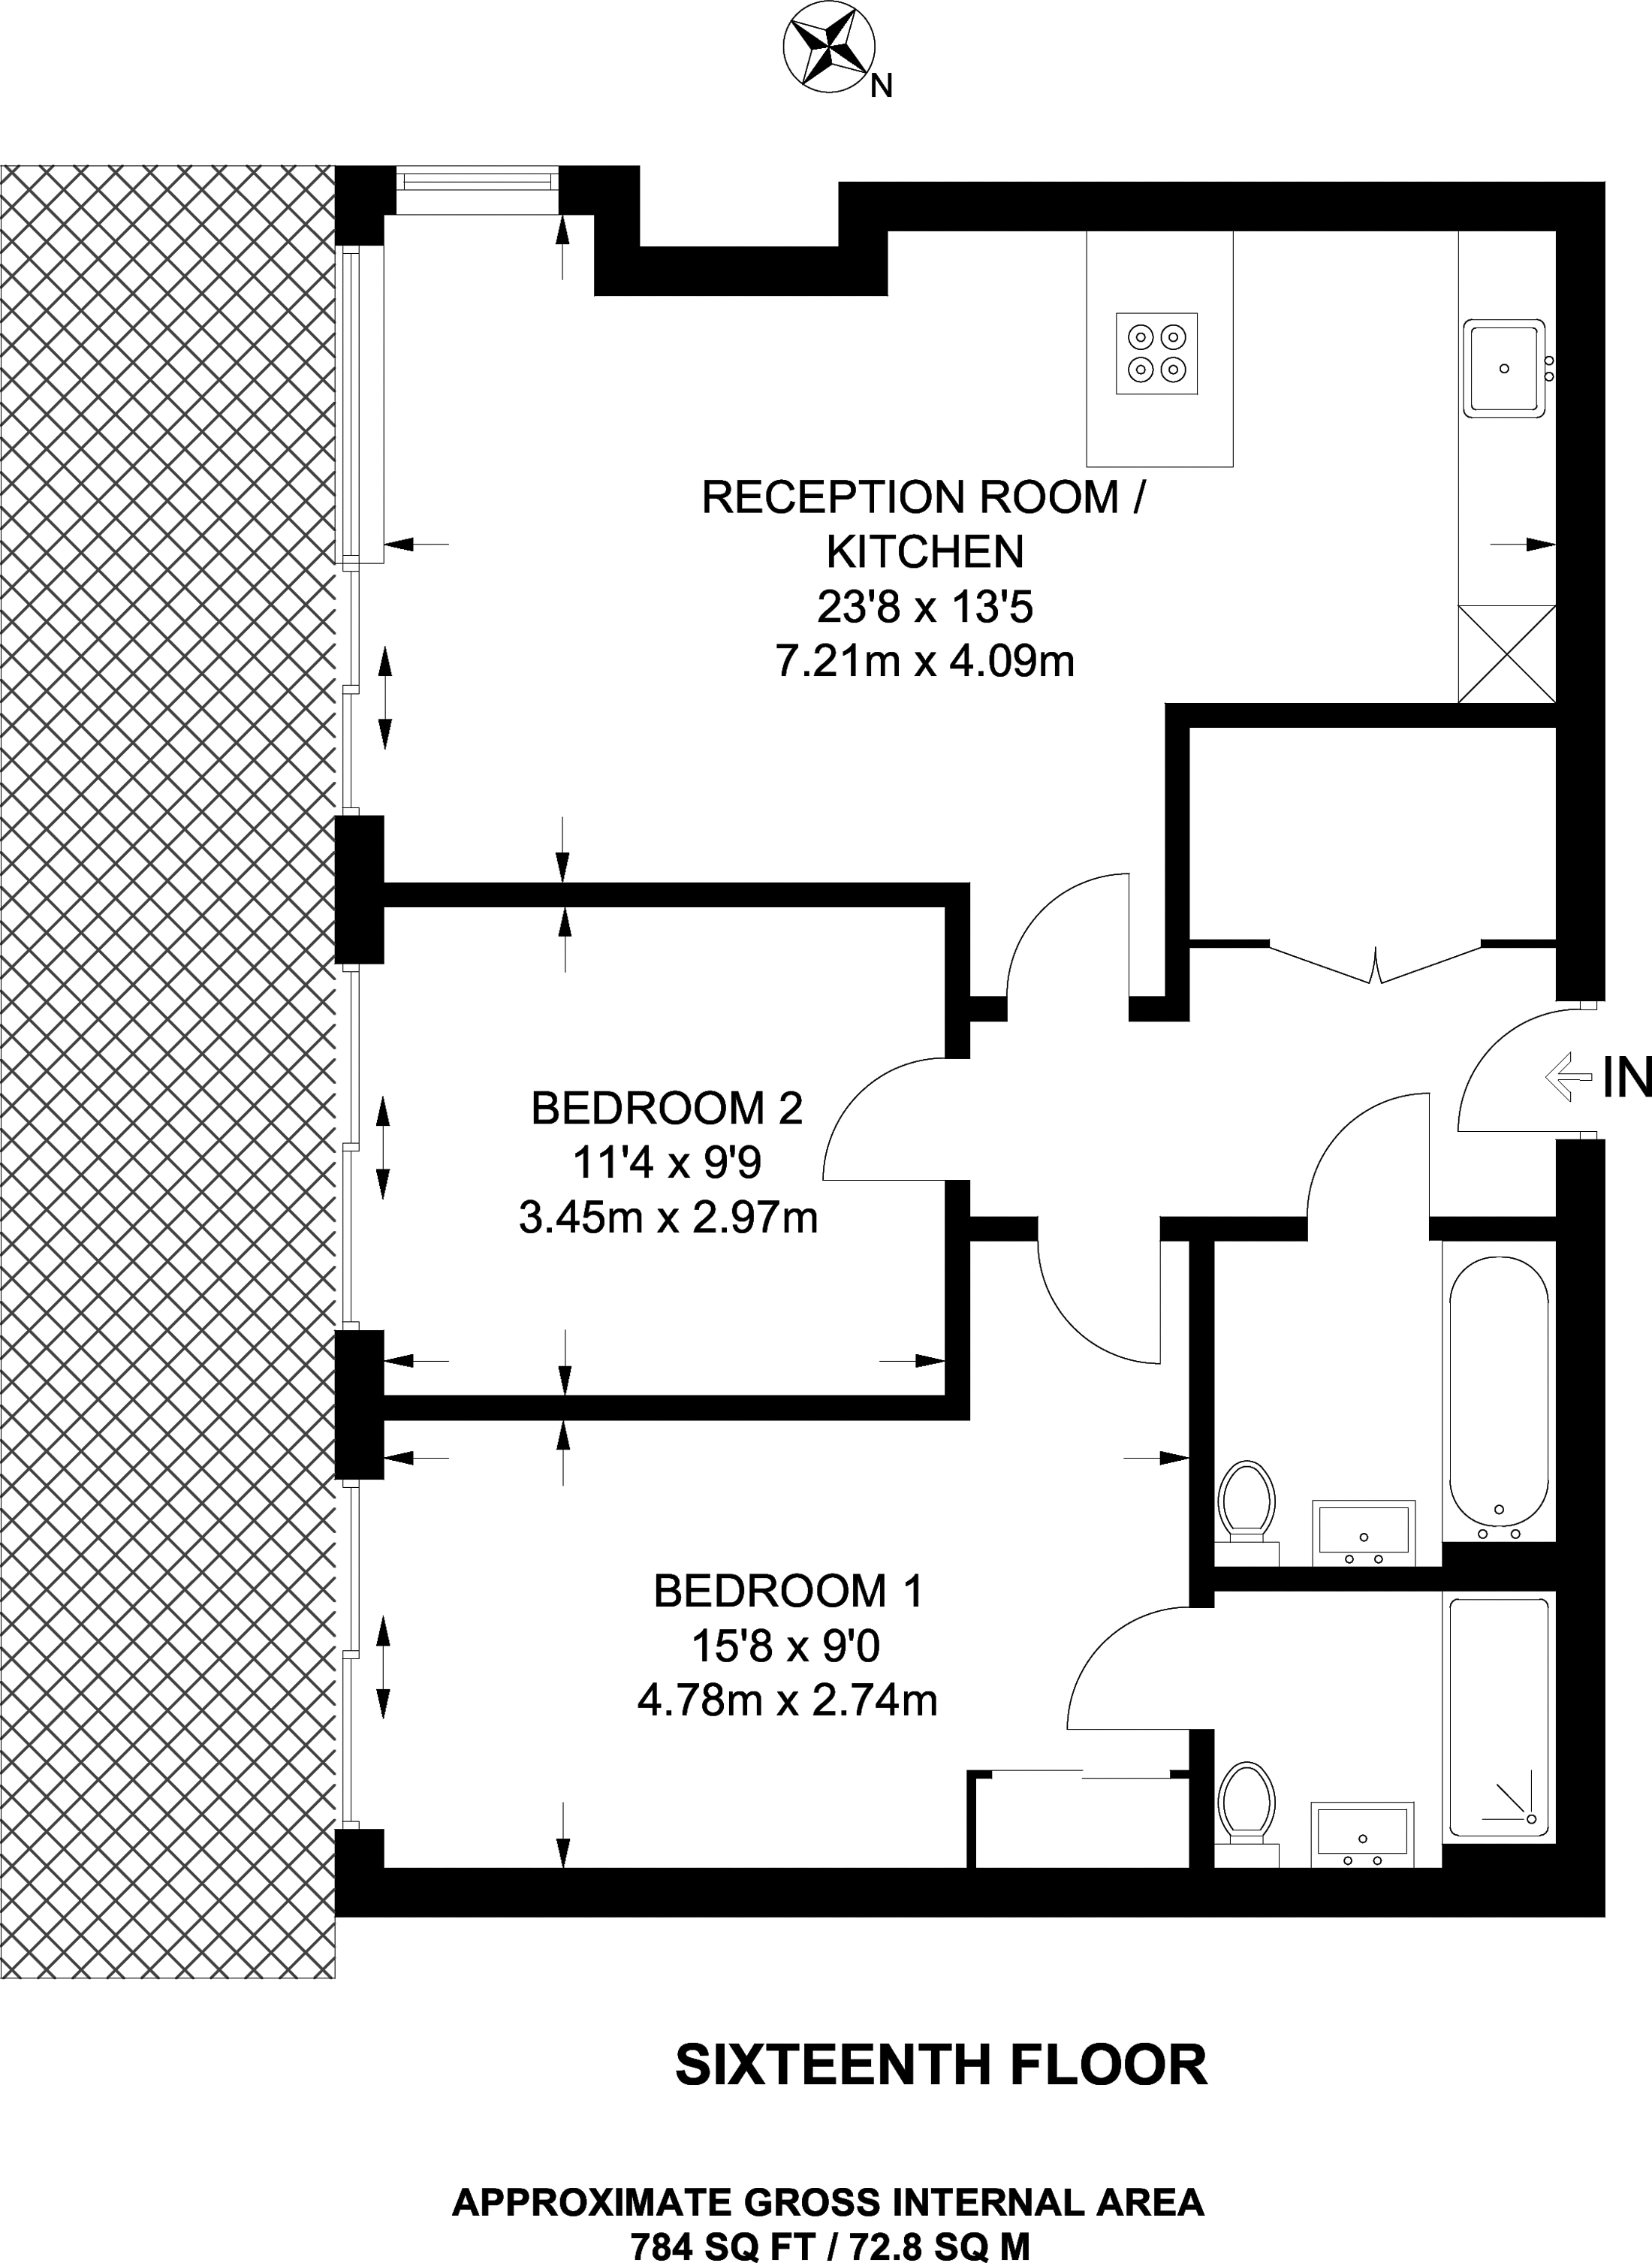 N
RECEPTION ROOM /
KITCHEN
23'8 x 13'5
7.21m x 4.09m
IN
BEDROOM 2
11'4 x 9'9
3.45m x 2.97m
BEDROOM 1
15'8 x 9'0
4.78m x 2.74m
SIXTEENTH FLOOR
APPROXIMATE GROSS INTERNAL AREA
784 SQ FT / 72.8 SQ M